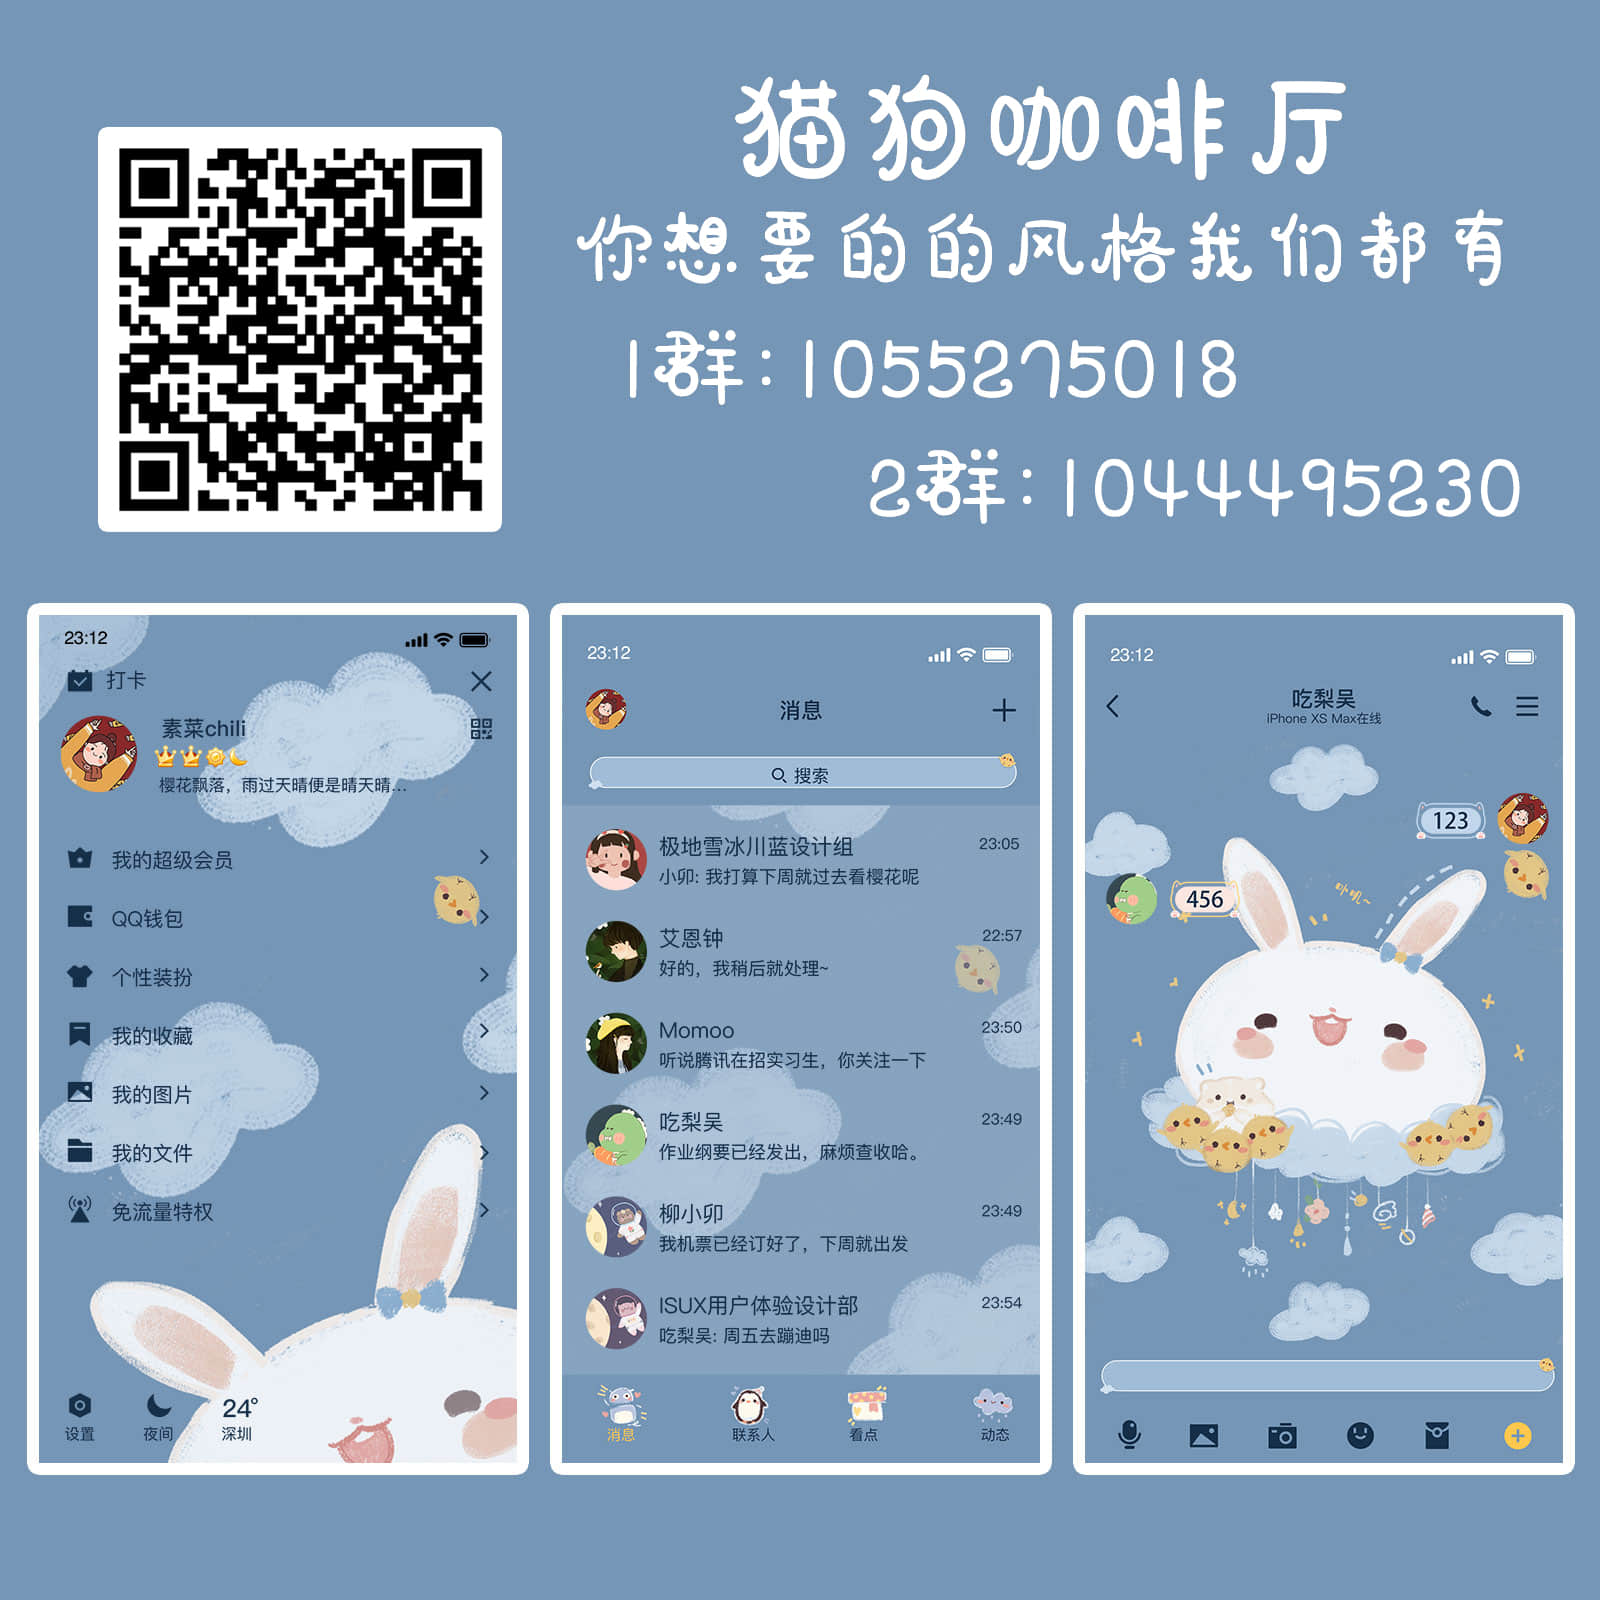 猫狗咖啡厅
你想要的的风格我们都有
1群:1055275018
2群:1044495230
23:12
打卡
素菜chili
樱花飘落，雨过天晴便是晴天晴...
我的超级会员
QQ钱包
个性装扮
我的收藏
我的图片
我的文件
免流量特权
24°
设置 夜间 深圳
23:12
消息
搜索
极地雪冰川蓝设计组 23:05
小卯: 我打算下周就过去看樱花呢
艾恩钟 22:57
好的，我稍后就处理~
Momoo 23:50
听说腾讯在招实习生，你关注一下
吃梨吴 23:49
作业纲要已经发出，麻烦查收哈。
柳小卯 23:49
我机票已经订好了，下周就出发
ISUX用户体验设计部 23:54
吃梨吴: 周五去蹦迪吗
消息 联系人 看点 动态
23:12
吃梨吴
iPhone XS Max在线
123
456